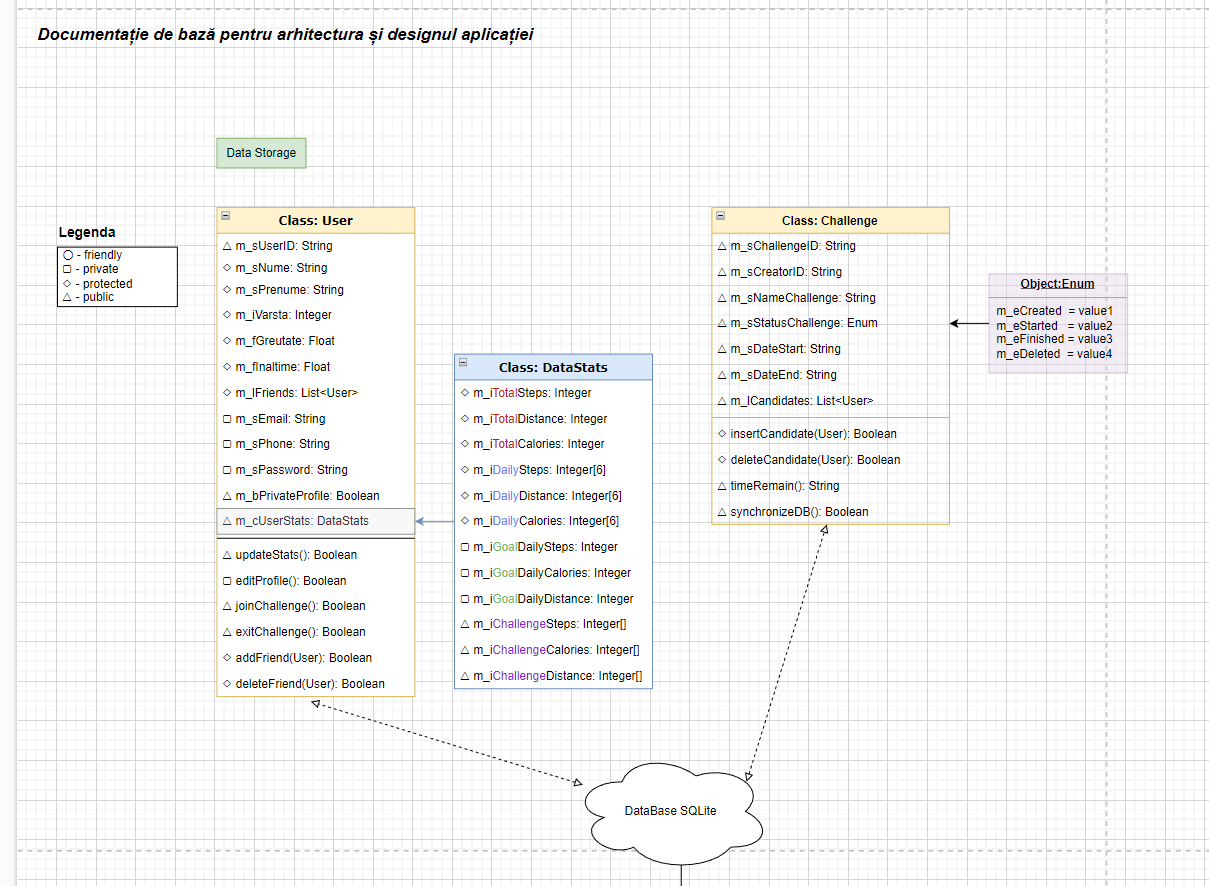 Documentație de bază pentru arhitectura și designul aplicației
Data Storage
Legenda
- friendly
- private
- protected
- public
Class: User
m_sUserID: String
m_sNume: String
m_sPrenume: String
m_iVarsta: Integer
m_fGreutate: Float
m_fInaltime: Float
m_lFriends: List<User>
m_sEmail: String
m_sPhone: String
m_sPassword: String
m_bPrivateProfile: Boolean
m_cUserStats: DataStats
updateStats(): Boolean
editProfile(): Boolean
joinChallenge(): Boolean
exitChallenge(): Boolean
addFriend(User): Boolean
deleteFriend(User): Boolean
Class: DataStats
m_iTotalSteps: Integer
m_iTotalDistance: Integer
m_iTotalCalories: Integer
m_iDailySteps: Integer[6]
m_iDailyDistance: Integer[6]
m_iDailyCalories: Integer[6]
m_iGoalDailySteps: Integer
m_iGoalDailyCalories: Integer
m_iGoalDailyDistance: Integer
m_iChallengeSteps: Integer[]
m_iChallengeCalories: Integer[]
m_iChallengeDistance: Integer[]
Class: Challenge
m_sChallengeID: String
m_sCreatorID: String
m_sNameChallenge: String
m_sStatusChallenge: Enum
m_sDateStart: String
m_sDateEnd: String
m_lCandidates: List<User>
insertCandidate(User): Boolean
deleteCandidate(User): Boolean
timeRemain(): String
synchronizeDB(): Boolean
Object:Enum
m_eCreated = value1
m_eStarted = value2
m_eFinished = value3
m_eDeleted = value4
DataBase SQLite